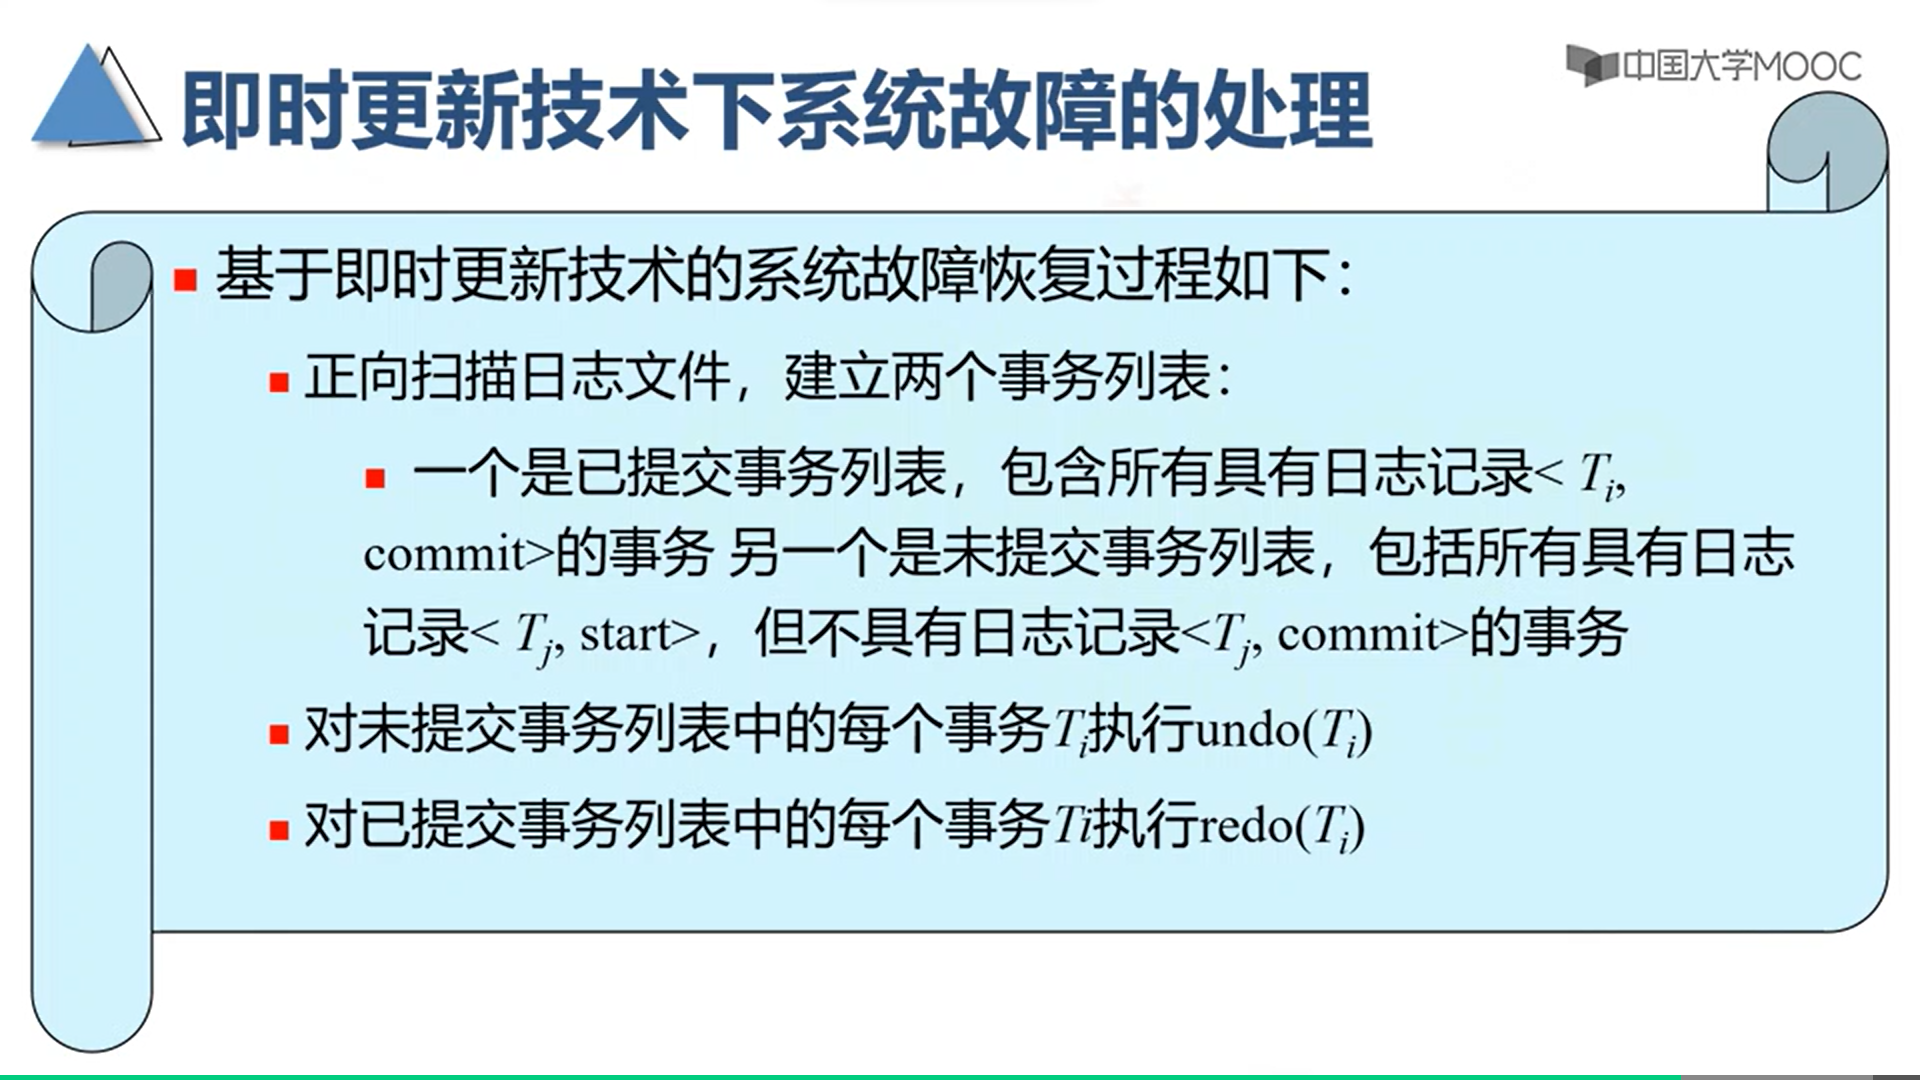 中国大学MOOC
即时更新技术下系统故障的处理
基于即时更新技术的系统故障恢复过程如下：
正向扫描日志文件，建立两个事务列表：
一个是已提交事务列表，包含所有具有日志记录< Ti,
commit>的事务 另一个是未提交事务列表，包括所有具有日志
记录< Tj, start>，但不具有日志记录<Tj, commit>的事务
对未提交事务列表中的每个事务Ti执行undo(Ti)
对已提交事务列表中的每个事务Ti执行redo(Ti)